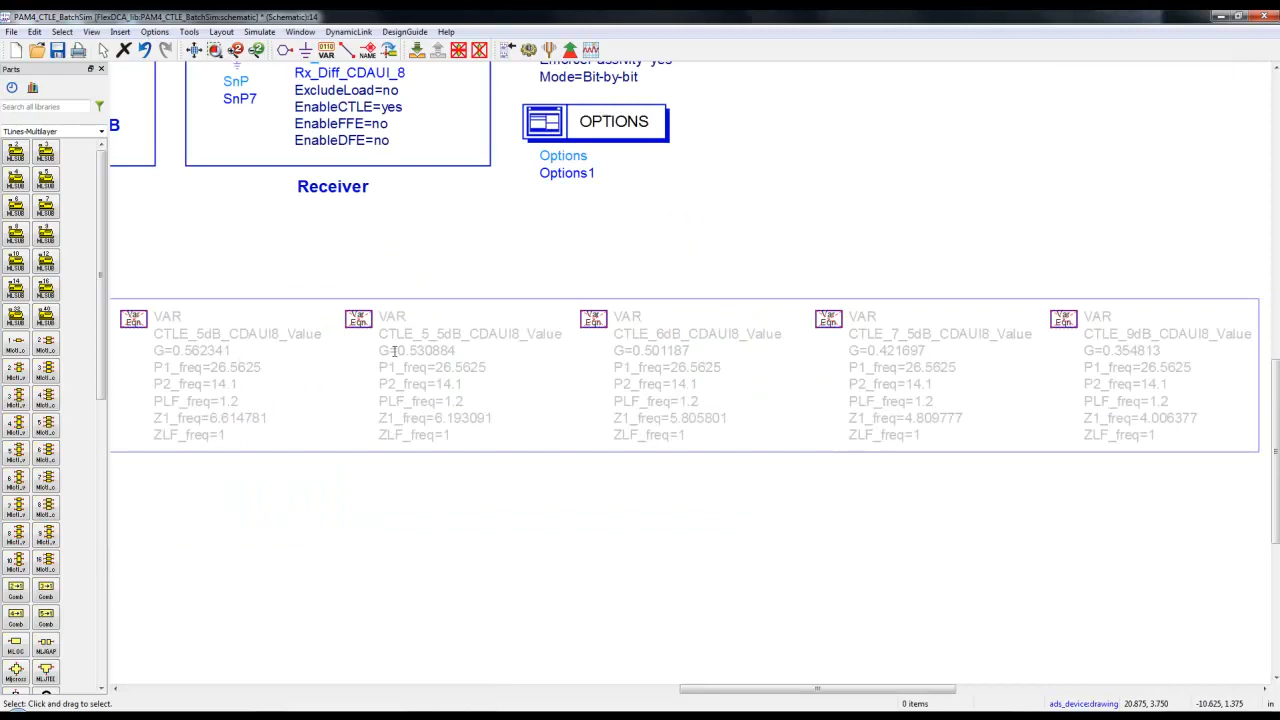 PAM4_CTLE_BatchSim [FlexDCA_lib:PAM4_CTLE_BatchSim:schematic] * (Schematic):14
File Edit Select View Insert Options Tools Layout Simulate Window DynamicLink DesignGuide Help
Parts
Search all libraries
TLines-Multilayer
Mode=Bit-by-bit
SnP
SnP7
Rx_Diff_CDAUI_8
ExcludeLoad=no
EnableCTLE=yes
EnableFFE=no
EnableDFE=no
B
Receiver
OPTIONS
Options
Options1
VAR
CTLE_5dB_CDAUI8_Value
G=0.562341
P1_freq=26.5625
P2_freq=14.1
PLF_freq=1.2
Z1_freq=6.614781
ZLF_freq=1
VAR
CTLE_5_5dB_CDAUI8_Value
G=0.530884
P1_freq=26.5625
P2_freq=14.1
PLF_freq=1.2
Z1_freq=6.193091
ZLF_freq=1
VAR
CTLE_6dB_CDAUI8_Value
G=0.501187
P1_freq=26.5625
P2_freq=14.1
PLF_freq=1.2
Z1_freq=5.805801
ZLF_freq=1
VAR
CTLE_7_5dB_CDAUI8_Value
G=0.421697
P1_freq=26.5625
P2_freq=14.1
PLF_freq=1.2
Z1_freq=4.809777
ZLF_freq=1
VAR
CTLE_9dB_CDAUI8_Value
G=0.354813
P1_freq=26.5625
P2_freq=14.1
PLF_freq=1.2
Z1_freq=4.006377
ZLF_freq=1
Select: Click and drag to select.
0 items
ads_device:drawing
20.875, 3.750
-10.625, 1.375
in